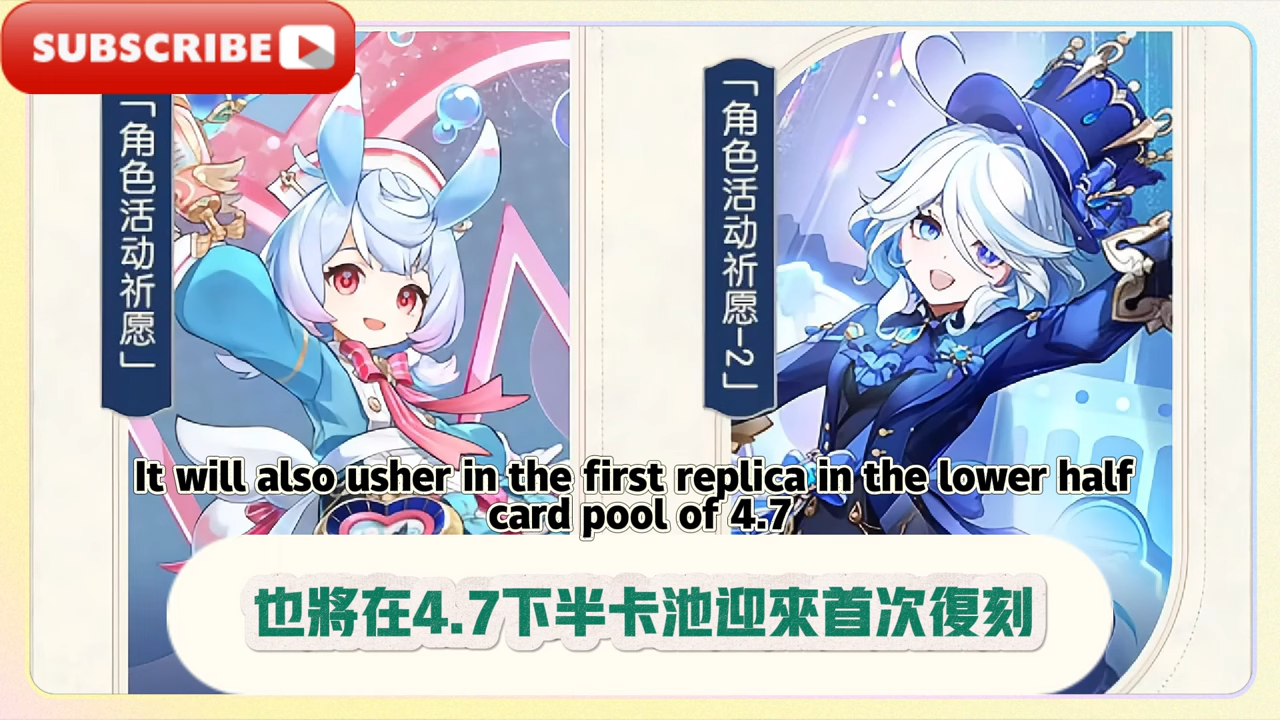 SUBSCRIBE
「角色活动祈愿」
「角色活动祈愿-2」
It will also usher in the first replica in the lower half
card pool of 4.7
也將在4.7下半卡池迎來首次復刻